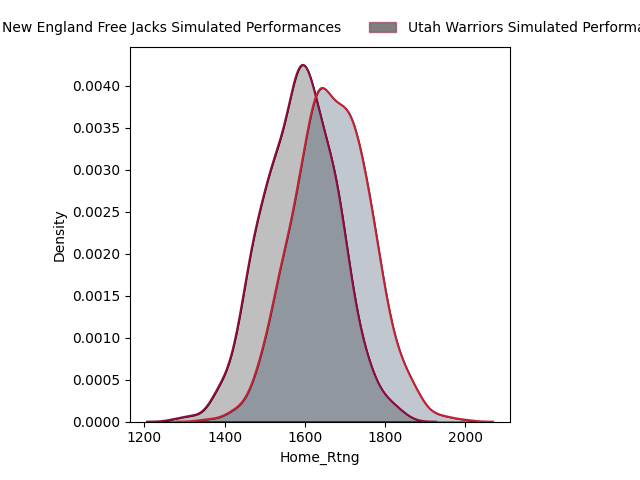 New England Free Jacks Simulated Performances
Utah Warriors Simulated
Density
0.0040
0.0035
0.0030
0.0025
0.0020
0.0015
0.0010
0.0005
0.0000
1200 1400 1600 1800 2000
Home_Rtng